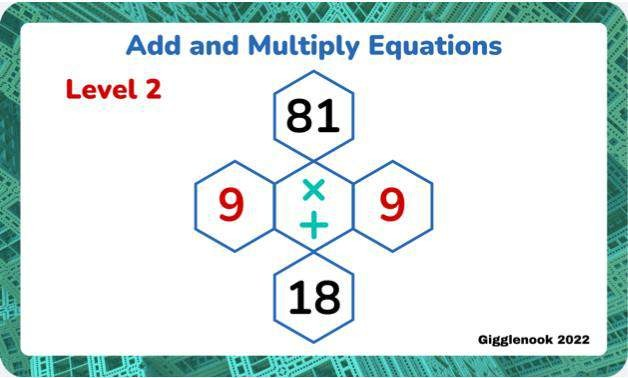 Add and Multiply Equations
Level 2
81
9 × 9
+
18
Gigglenook 2022